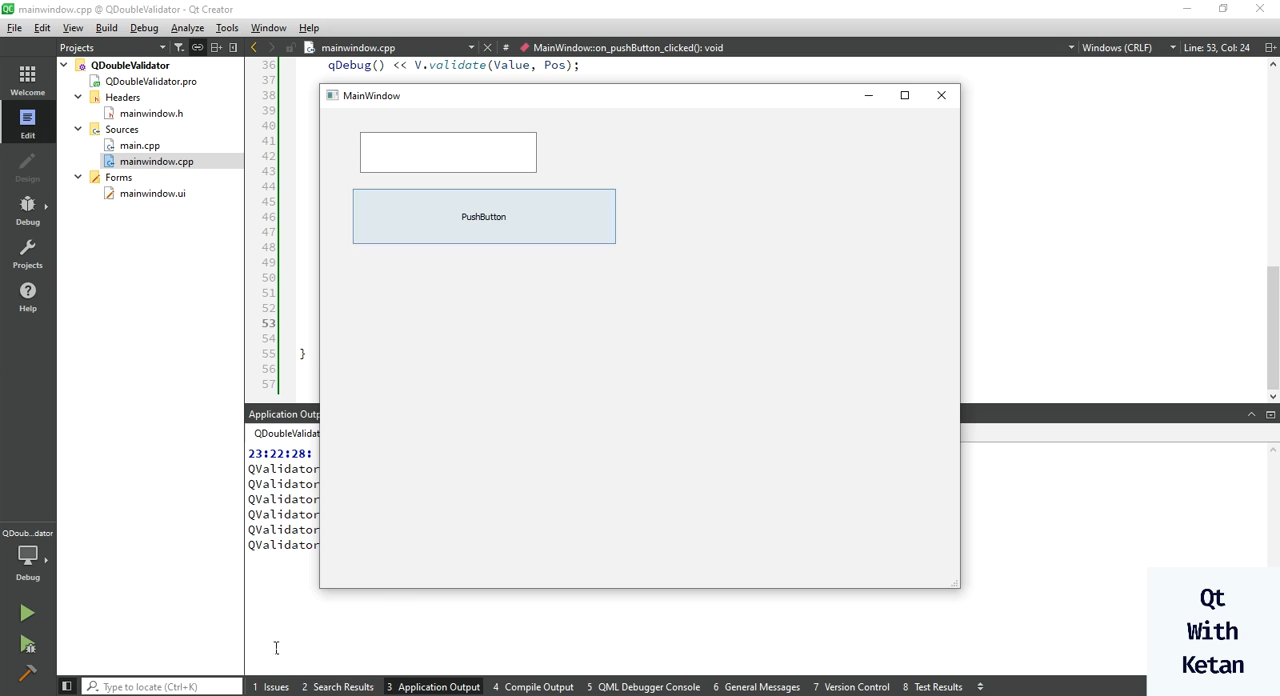 mainwindow.cpp @ QDoubleValidator - Qt Creator
File Edit View Build Debug Analyze Tools Window Help
Projects mainwindow.cpp # MainWindow::on_pushButton_clicked(): void Windows (CRLF) Line: 53, Col: 24
Welcome
Edit
Design
Debug
Projects
Help
QDoubleValidator
QDoubleValidator.pro
Headers
mainwindow.h
Sources
main.cpp
mainwindow.cpp
Forms
mainwindow.ui
36 qDebug() << V.validate(Value, Pos);
37
38
39
40
41
42
43
44
45
46
47
48
49
50
51
52
53
54
55 }
56
57
MainWindow
PushButton
Application Outp
QDoubleValidat
23:22:28:
QValidator
QValidator
QValidator
QValidator
QValidator
QValidator
QDoub...dator
Debug
Type to locate (Ctrl+K) 1 Issues 2 Search Results 3 Application Output 4 Compile Output 5 QML Debugger Console 6 General Messages 7 Version Control 8 Test Results
Qt
With
Ketan